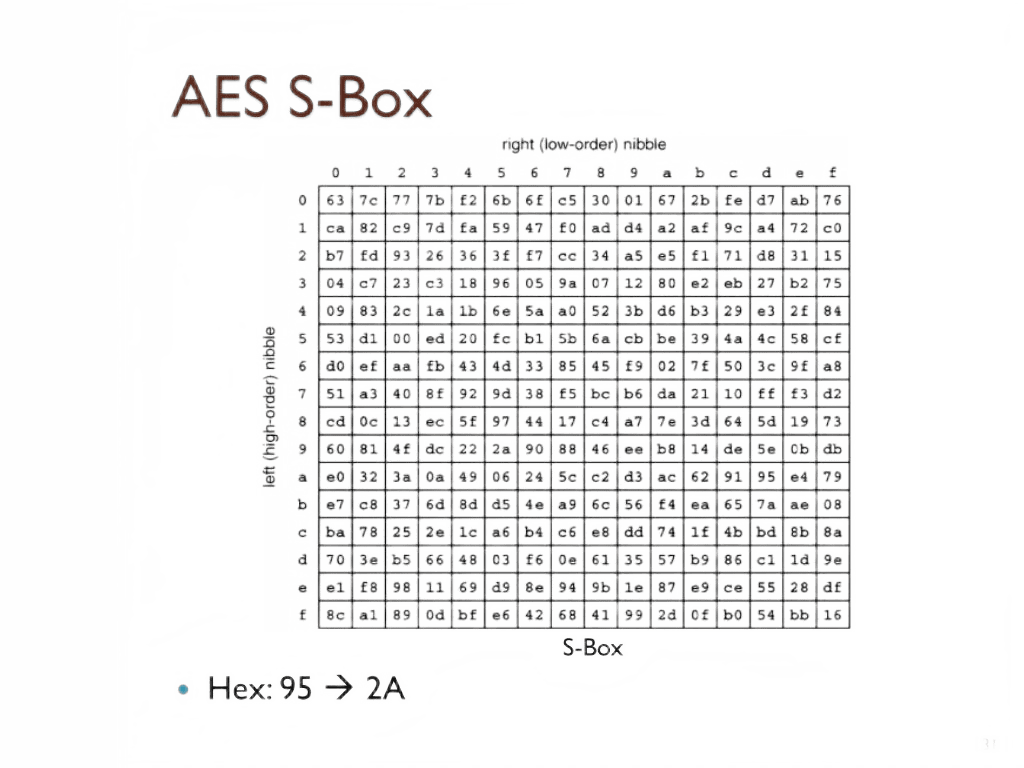 AES S-Box
right (low-order) nibble
0 1 2 3 4 5 6 7 8 9 a b c d e f
0 63 7c 77 7b f2 6b 6f c5 30 01 67 2b fe d7 ab 76
1 ca 82 c9 7d fa 59 47 f0 ad d4 a2 af 9c a4 72 c0
2 b7 fd 93 26 36 3f f7 cc 34 a5 e5 f1 71 d8 31 15
3 04 c7 23 c3 18 96 05 9a 07 12 80 e2 eb 27 b2 75
4 09 83 2c 1a 1b 6e 5a a0 52 3b d6 b3 29 e3 2f 84
5 53 d1 00 ed 20 fc b1 5b 6a cb be 39 4a 4c 58 cf
6 d0 ef aa fb 43 4d 33 85 45 f9 02 7f 50 3c 9f a8
7 51 a3 40 8f 92 9d 38 f5 bc b6 da 21 10 ff f3 d2
8 cd 0c 13 ec 5f 97 44 17 c4 a7 7e 3d 64 5d 19 73
9 60 81 4f dc 22 2a 90 88 46 ee b8 14 de 5e 0b db
a e0 32 3a 0a 49 06 24 5c c2 d3 ac 62 91 95 e4 79
b e7 c8 37 6d 8d d5 4e a9 6c 56 f4 ea 65 7a ae 08
c ba 78 25 2e 1c a6 b4 c6 e8 dd 74 1f 4b bd 8b 8a
d 70 3e b5 66 48 03 f6 0e 61 35 57 b9 86 c1 1d 9e
e e1 f8 98 11 69 d9 8e 94 9b 1e 87 e9 ce 55 28 df
f 8c a1 89 0d bf e6 42 68 41 99 2d 0f b0 54 bb 16
left (high-order) nibble
S-Box
• Hex: 95 → 2A
31